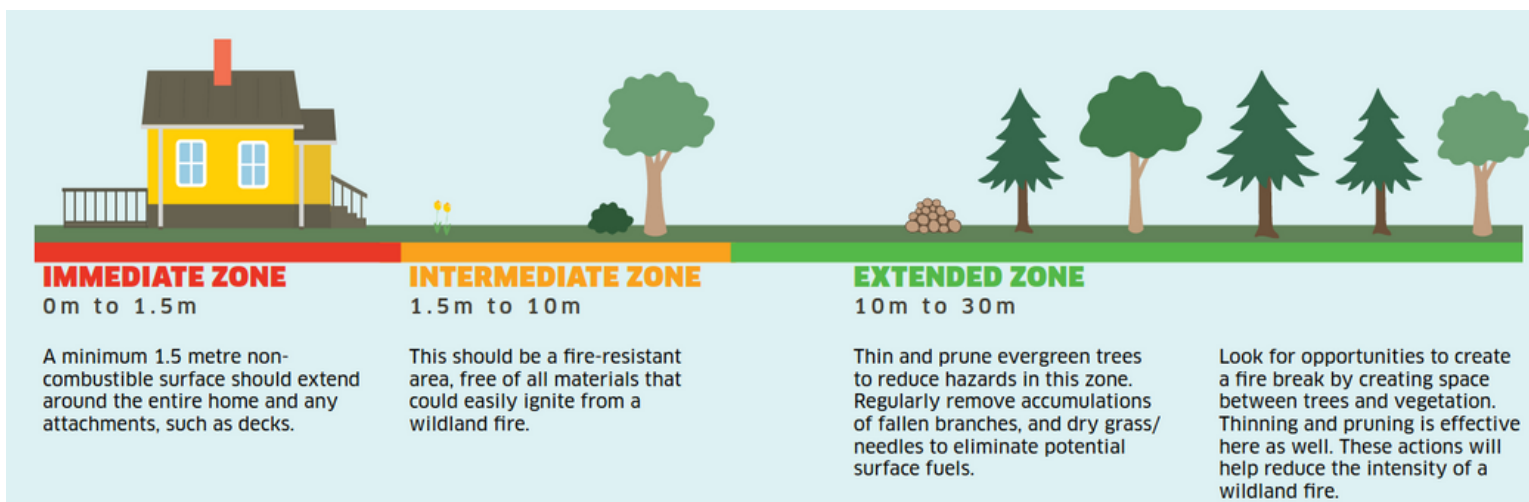 IMMEDIATE ZONE
0m to 1.5m
A minimum 1.5 metre non-
combustible surface should extend
around the entire home and any
attachments, such as decks.
INTERMEDIATE ZONE
1.5m to 10m
This should be a fire-resistant
area, free of all materials that
could easily ignite from a
wildland fire.
EXTENDED ZONE
10m to 30m
Thin and prune evergreen trees
to reduce hazards in this zone.
Regularly remove accumulations
of fallen branches, and dry grass/
needles to eliminate potential
surface fuels.
Look for opportunities to create
a fire break by creating space
between trees and vegetation.
Thinning and pruning is effective
here as well. These actions will
help reduce the intensity of a
wildland fire.